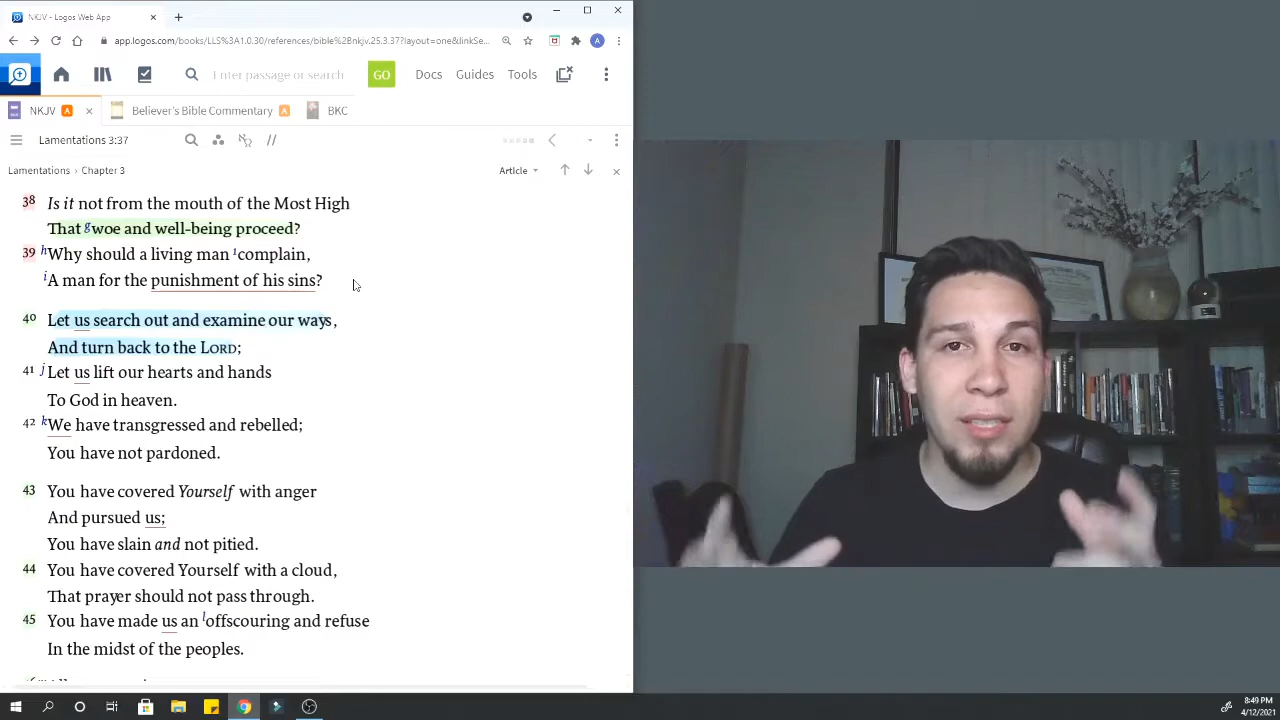 NKJV - Logos Web App
app.logos.com/books/LLS%3A1.0.30/references/bible%2Bnkjv.25.3.37?layout=one&linkSe...
A
Enter passage or search
GO
Docs
Guides
Tools
NKJV A
Believer's Bible Commentary A
BKC
Lamentations 3:37
Lamentations › Chapter 3
Article
38 Is it not from the mouth of the Most High
That g woe and well-being proceed?
39 h Why should a living man 1 complain,
i A man for the punishment of his sins?
40 Let us search out and examine our ways,
And turn back to the LORD;
41 j Let us lift our hearts and hands
To God in heaven.
42 k We have transgressed and rebelled;
You have not pardoned.
43 You have covered Yourself with anger
And pursued us;
You have slain and not pitied.
44 You have covered Yourself with a cloud,
That prayer should not pass through.
45 You have made us an l offscouring and refuse
In the midst of the peoples.
8:49 PM
4/12/2021